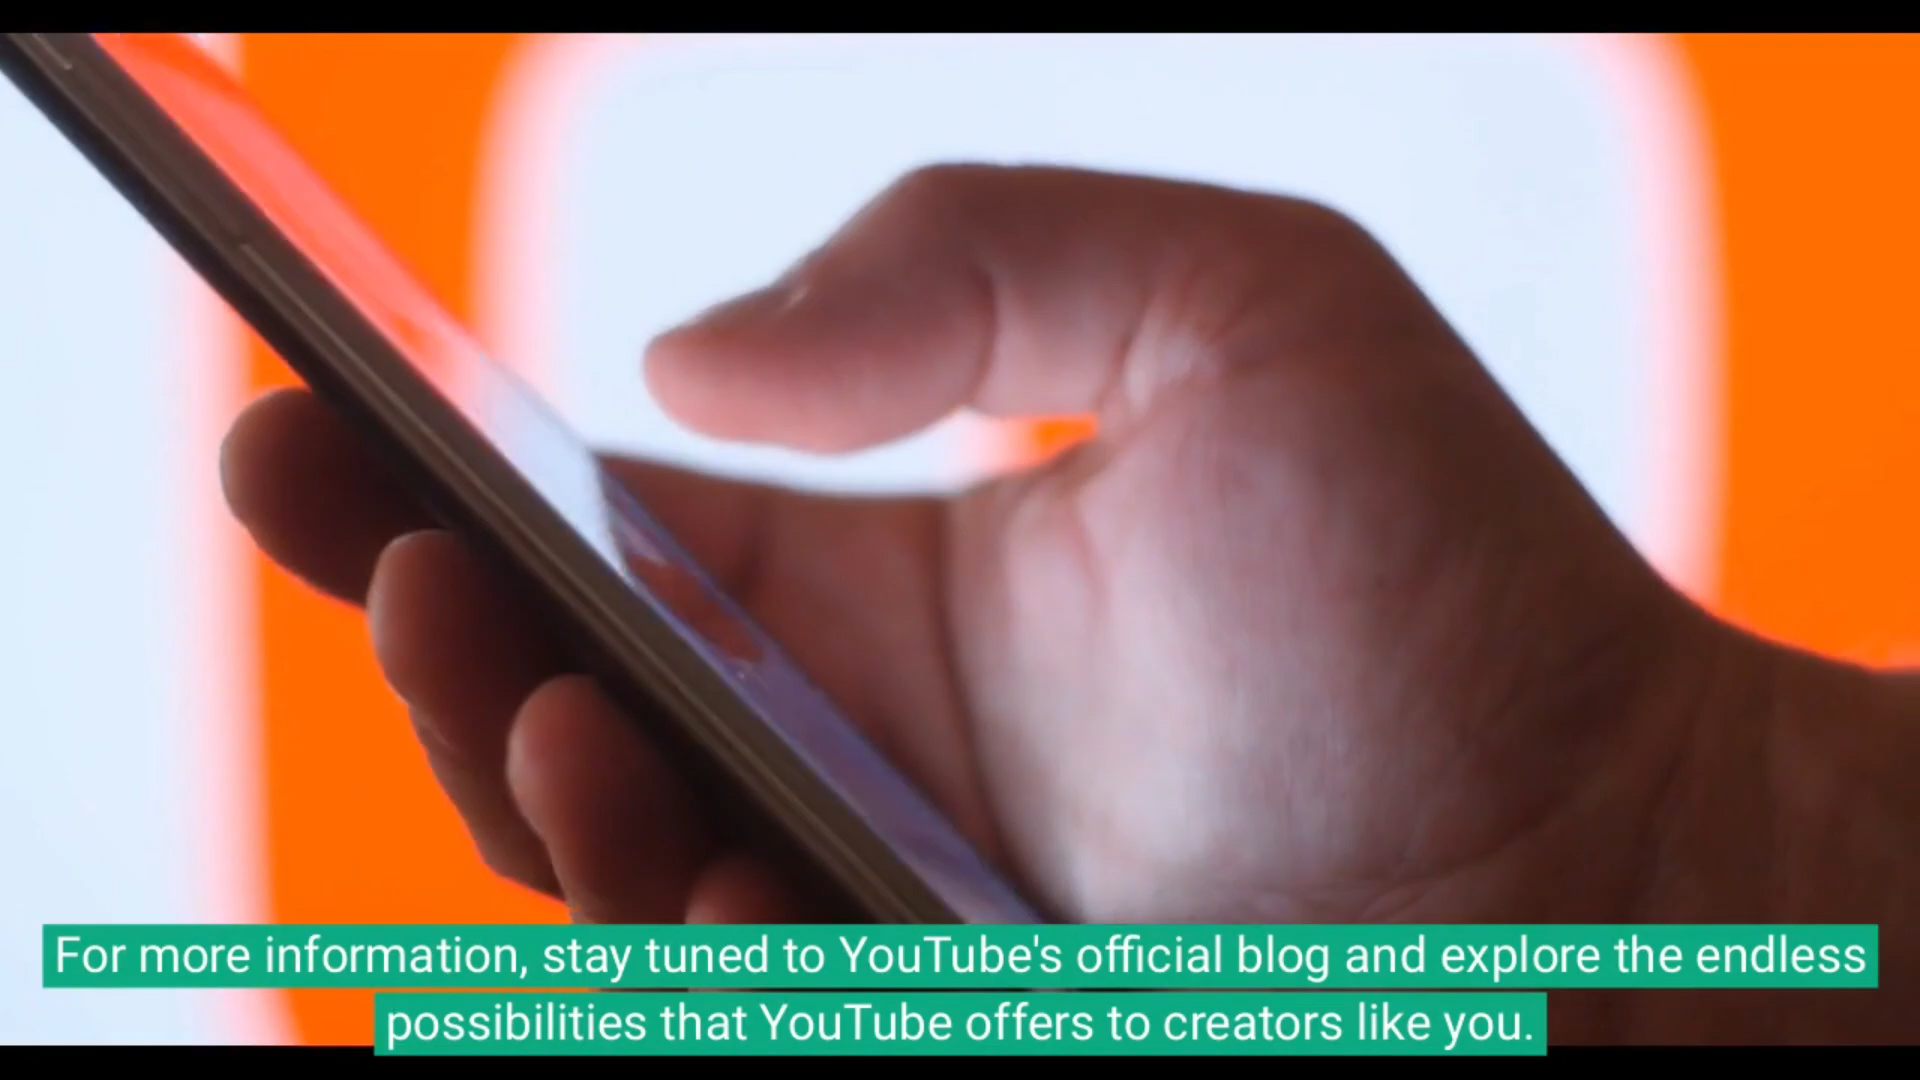 For more information, stay tuned to YouTube's official blog and explore the endless
possibilities that YouTube offers to creators like you.